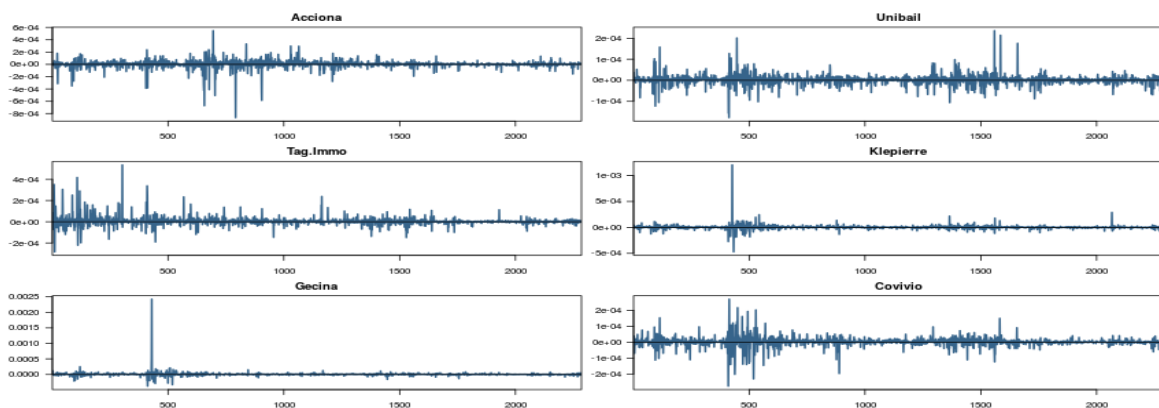 Acciona
6e-04
4e-04
2e-04
0e+00
-2e-04
-4e-04
-6e-04
-8e-04
500
1000
1500
2000
Unibail
2e-04
1e-04
0e+00
-1e-04
500
1000
1500
2000
Tag.Immo
4e-04
2e-04
0e+00
-2e-04
500
1000
1500
2000
Klepierre
1e-03
5e-04
0e+00
-5e-04
500
1000
1500
2000
Gecina
0.0025
0.0020
0.0015
0.0010
0.0005
0.0000
500
1000
1500
2000
Covivio
2e-04
1e-04
0e+00
-1e-04
-2e-04
500
1000
1500
2000